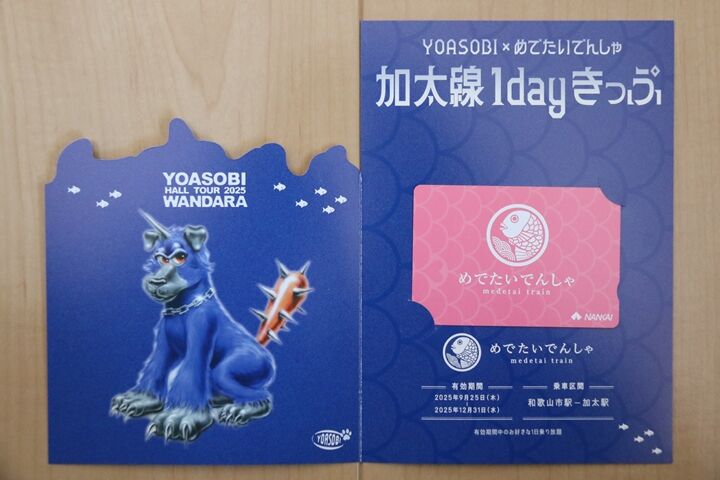 YOASOBI
HALL TOUR 2025
WANDARA
YOASOBI
YOASOBI × めでたいでんしゃ
加太線1dayきっぷ
めでたいでんしゃ
medetai train
NANKAI
めでたいでんしゃ
medetai train
有効期間
2025年9月25日(木)
2025年12月31日(水)
乗車区間
和歌山市駅－加太駅
有効期間中のお好きな1日乗り放題